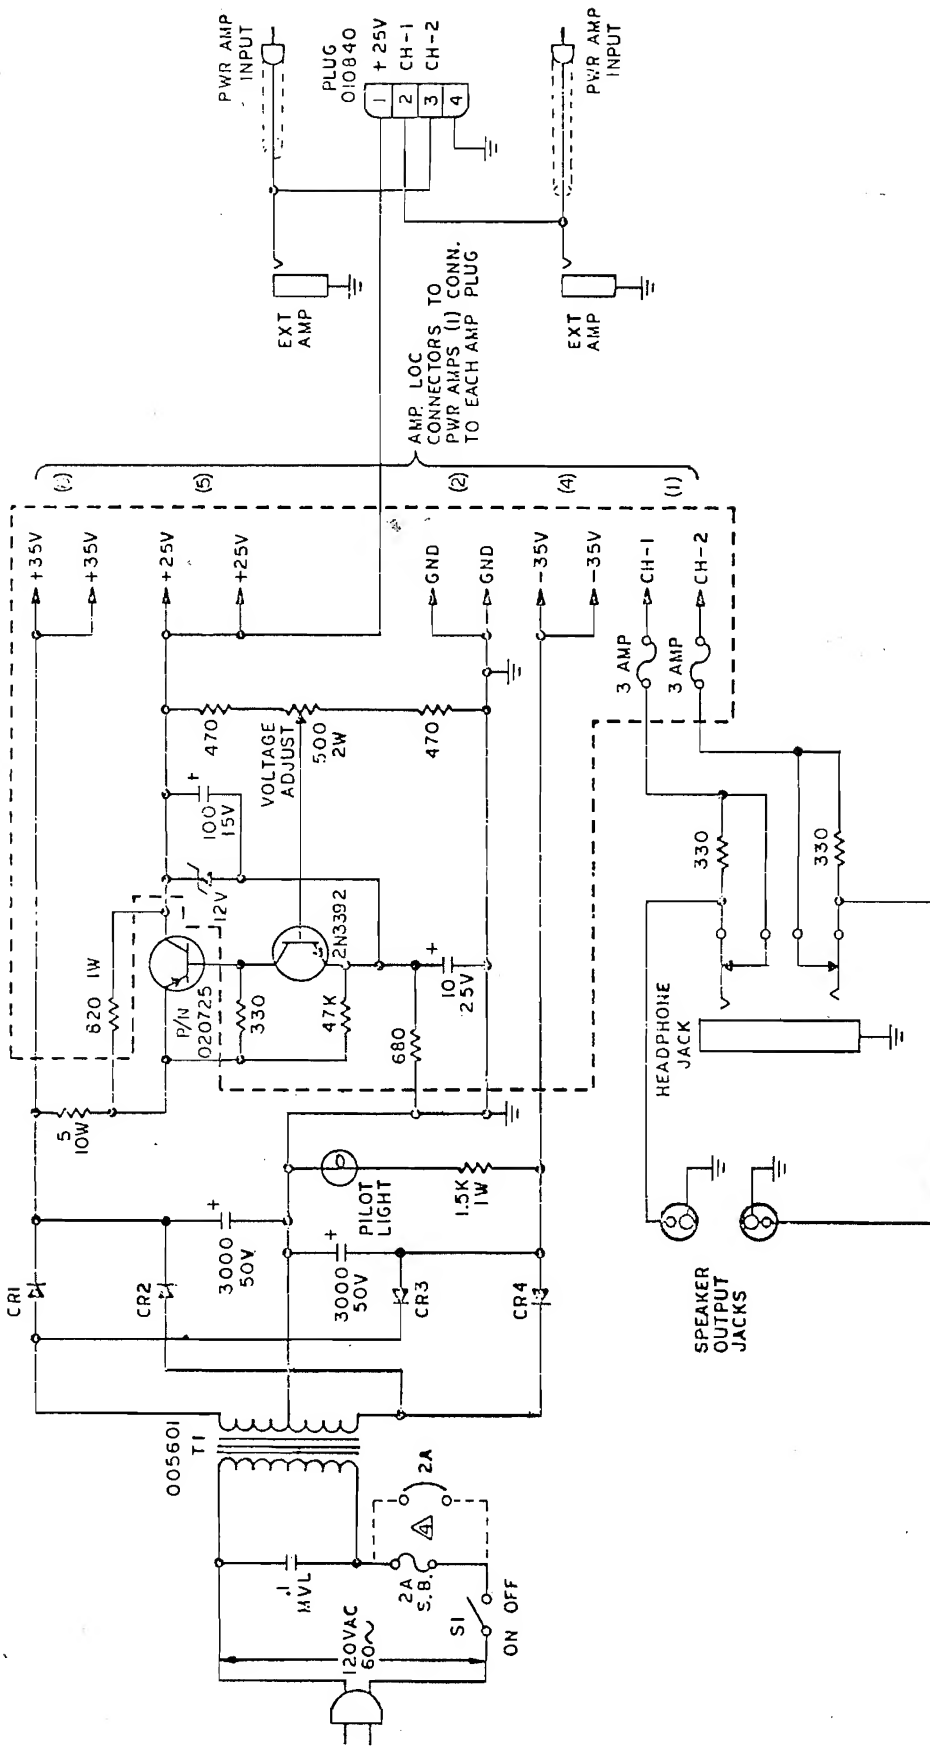 120VAC
60~
S1
ON OFF
.1
MVL
2A
S.B.
4
2A
005601
T1
CR1
CR2
CR3
CR4
3000
50V
+
3000
50V
+
PILOT
LIGHT
1.5K
1W
5
10W
620 1W
P/N
020725
330
47K
680
2N3392
12V
100
15V
+
10
25V
+
VOLTAGE
ADJUST
470
500
2W
470
+35V
+35V
+25V
+25V
GND
GND
-35V
-35V
3 AMP
CH-1
3 AMP
CH-2
(5)
(2)
(4)
(1)
AMP. LOC
CONNECTORS TO
PWR AMPS (1) CONN.
TO EACH AMP PLUG
EXT
AMP
EXT
AMP
PWR AMP
INPUT
PLUG
010840
1 +25V
2 CH-1
3 CH-2
4
PWR AMP
INPUT
SPEAKER
OUTPUT
JACKS
HEADPHONE
JACK
330
330